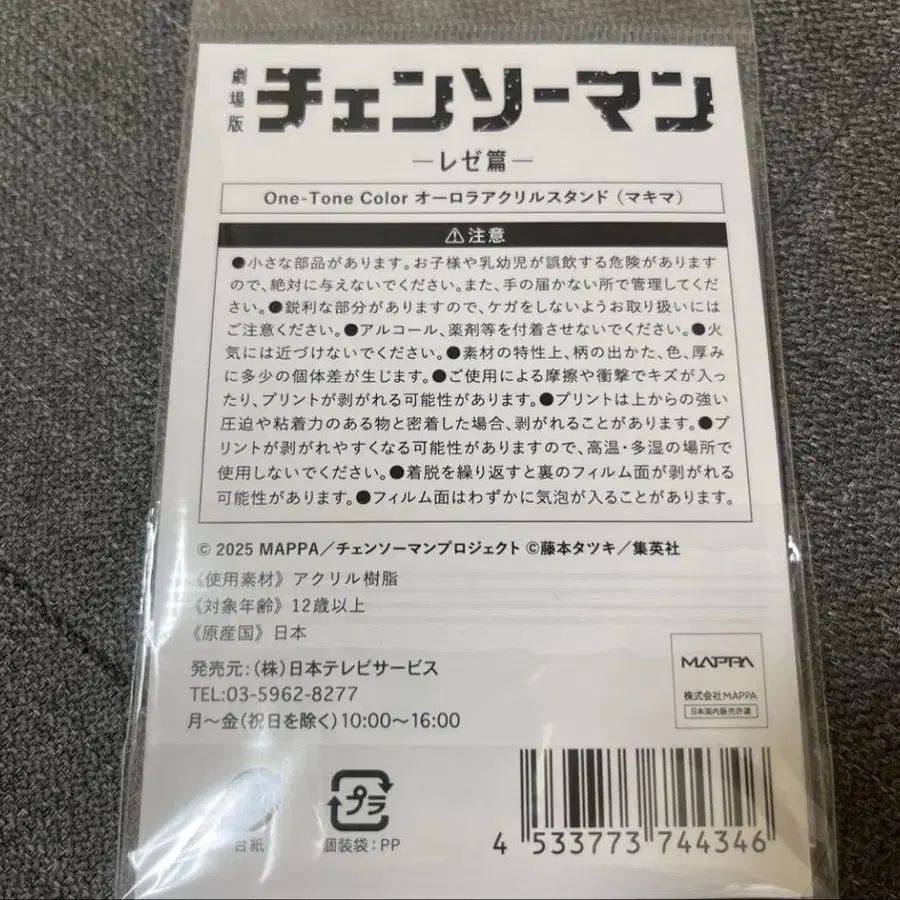 劇場版 チェンソーマン
―レゼ篇―
One-Tone Color オーロラアクリルスタンド（マキマ）
⚠注意
●小さな部品があります。お子様や乳幼児が誤飲する危険があります
ので、絶対に与えないでください。また、手の届かない所で管理してくだ
さい。●鋭利な部分がありますので、ケガをしないようお取り扱いには
ご注意ください。●アルコール、薬剤等を付着させないでください。●火
気には近づけないでください。●素材の特性上、柄の出かた、色、厚み
に多少の個体差が生じます。●ご使用による摩擦や衝撃でキズが入っ
たり、プリントが剥がれる可能性があります。●プリントは上からの強い
圧迫や粘着力のある物と密着した場合、剥がれることがあります。●プ
リントが剥がれやすくなる可能性がありますので、高温・多湿の場所で
使用しないでください。●着脱を繰り返すと裏のフィルム面が剥がれる
可能性があります。●フィルム面はわずかに気泡が入ることがあります。
© 2025 MAPPA／チェンソーマンプロジェクト ©藤本タツキ／集英社
《使用素材》アクリル樹脂
《対象年齢》12歳以上
《原産国》日本
発売元：（株）日本テレビサービス
TEL:03-5962-8277
月〜金（祝日を除く）10:00〜16:00
MAPPA
株式会社MAPPA
日本国内販売許諾
プラ
台紙
個装袋：PP
4 533773 744346